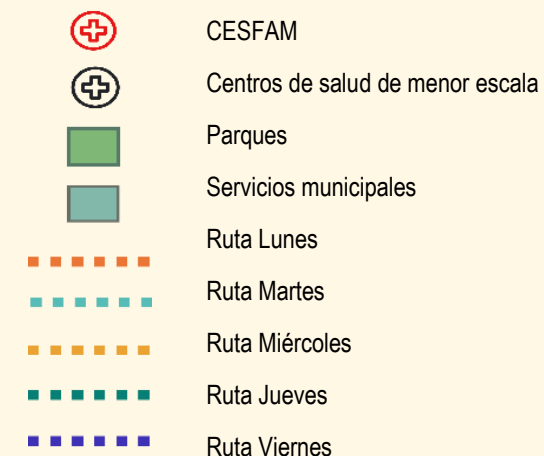 CESFAM
Centros de salud de menor escala
Parques
Servicios municipales
Ruta Lunes
Ruta Martes
Ruta Miércoles
Ruta Jueves
Ruta Viernes